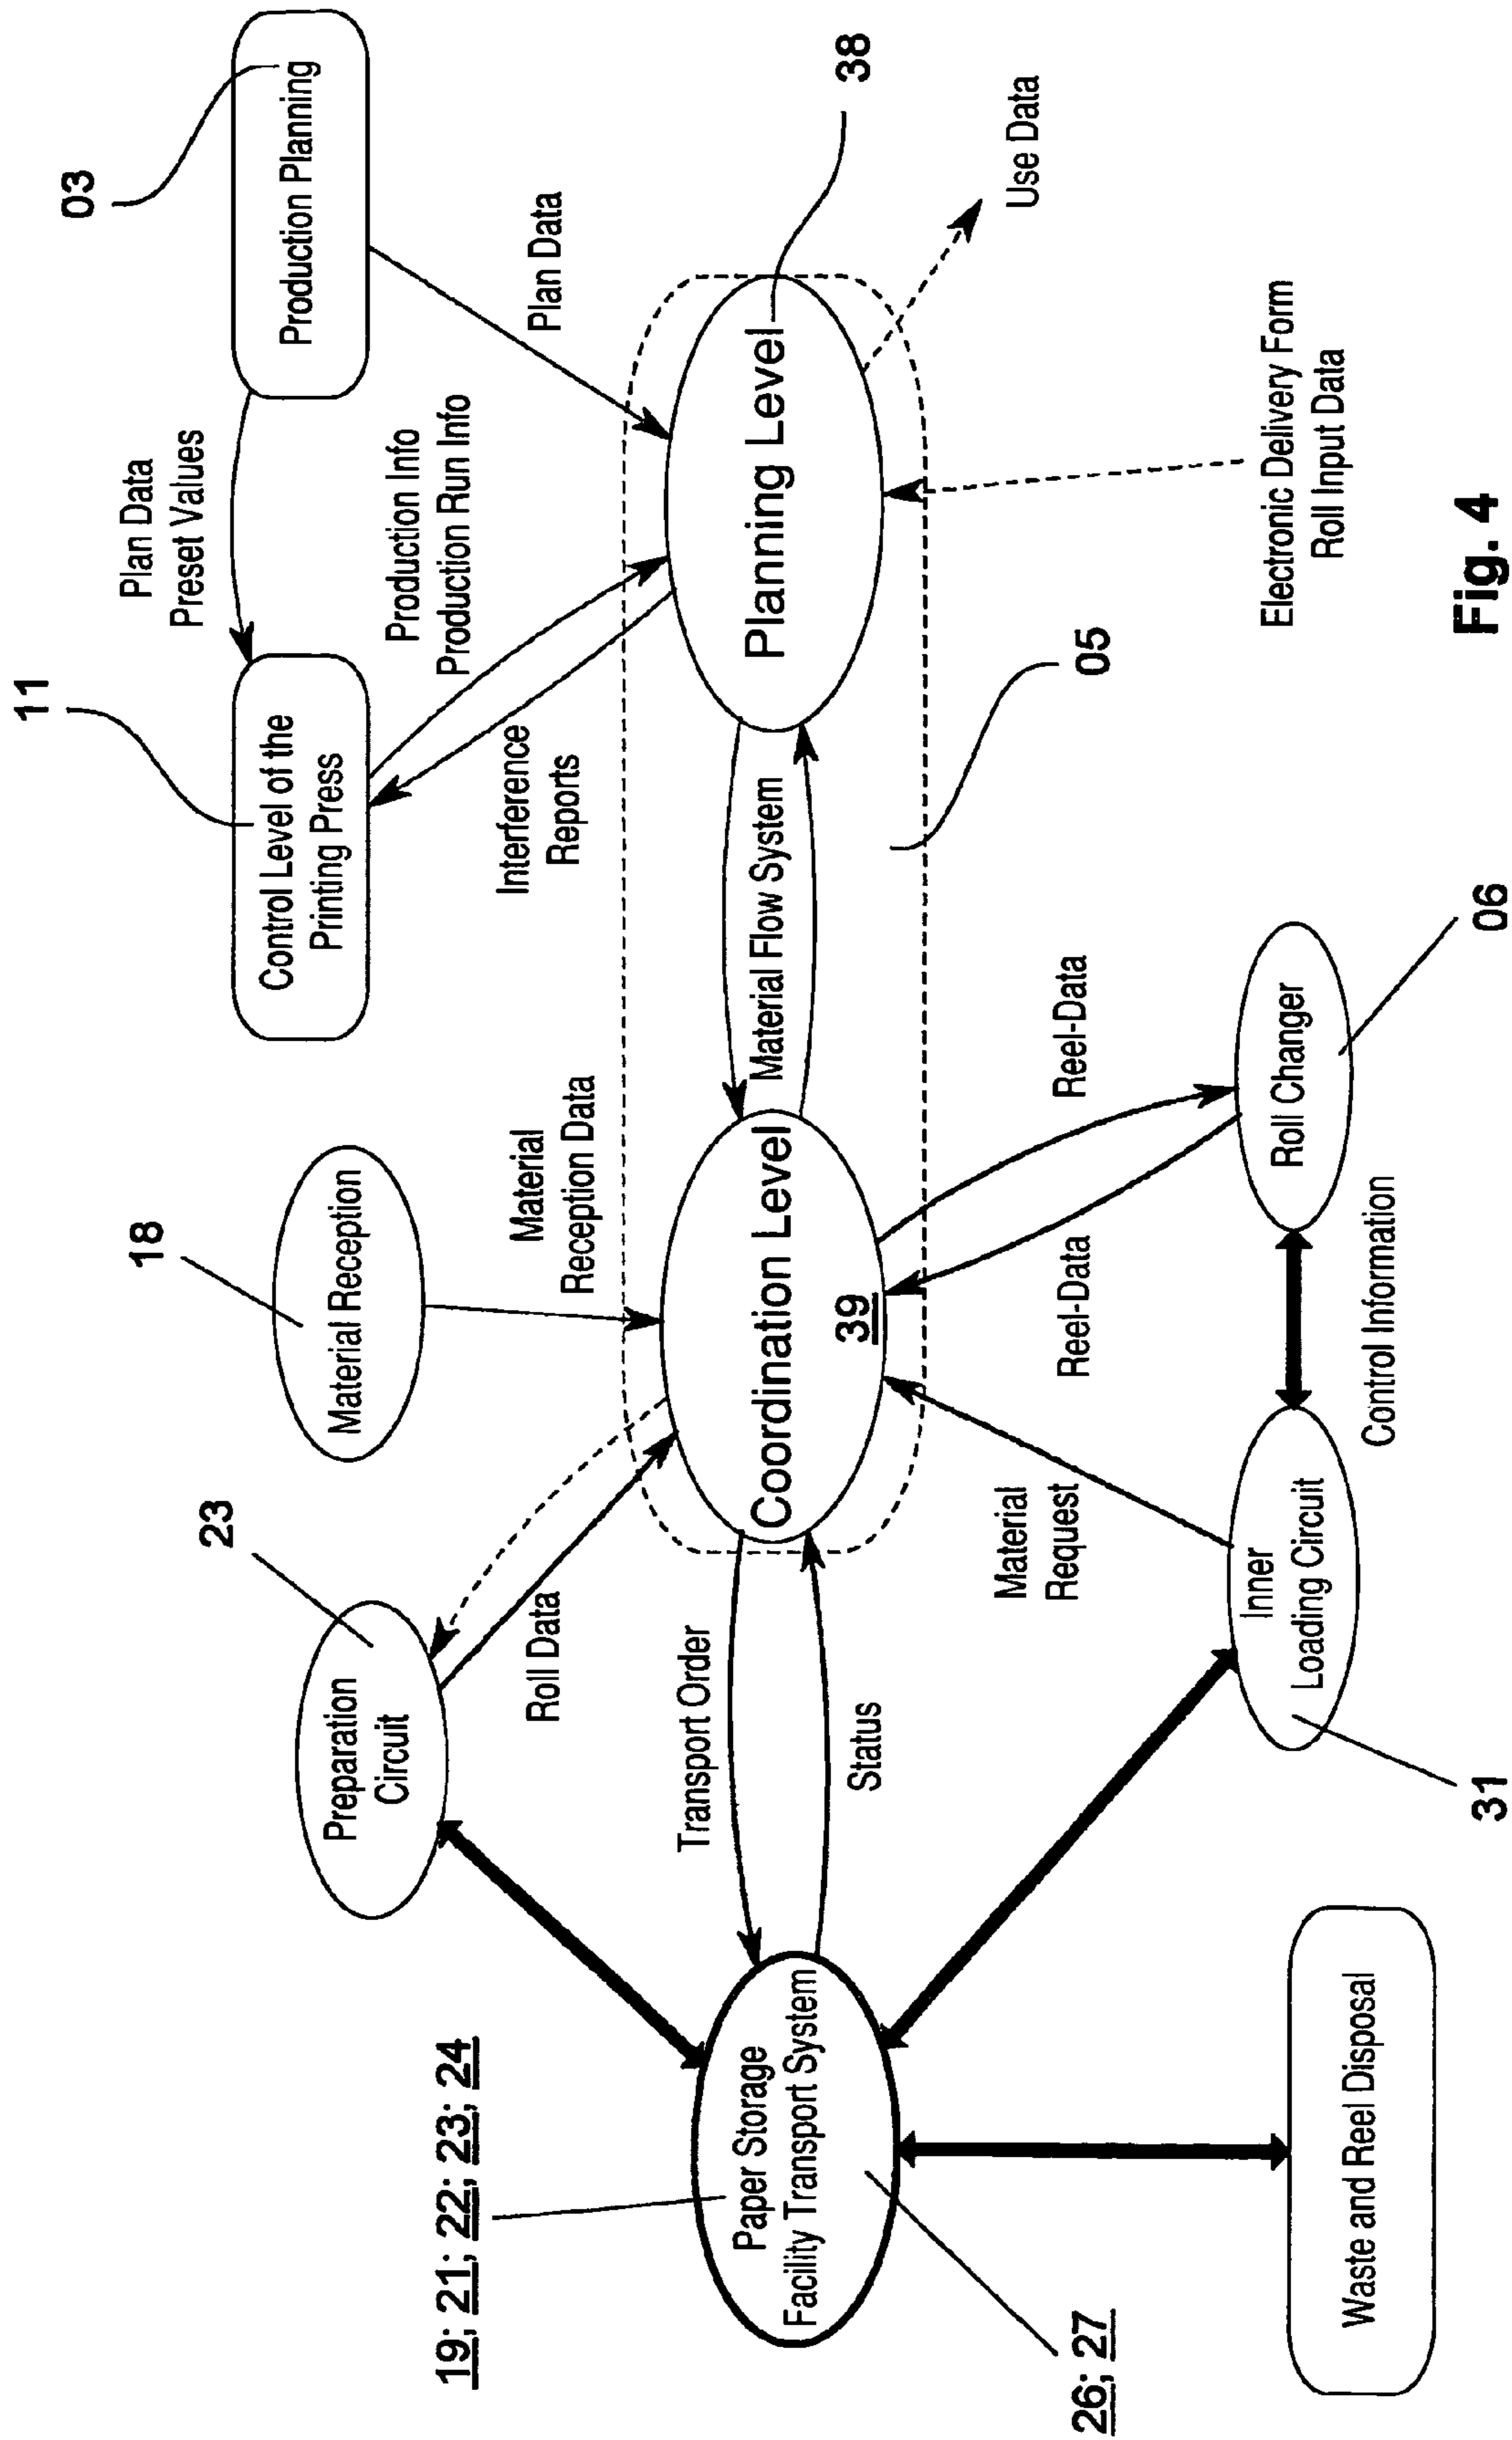 03
Production Planning
11
Control Level of the
Printing Press
Plan Data
Preset Values
Plan Data
Production Info
Production Run Info
Interference
Reports
38
Planning Level
Use Data
Electronic Delivery Form
Roll Input Data
Material Flow System
05
18
Material Reception
Material
Reception Data
23
Preparation
Circuit
Roll Data
Coordination Level
39
Transport Order
Status
19; 21; 22; 23; 24
Paper Storage
Facility Transport System
26; 27
Material
Request
Reel-Data
Reel-Data
Roll Changer
06
Control Information
Inner
Loading Circuit
31
Waste and Reel Disposal
Fig. 4